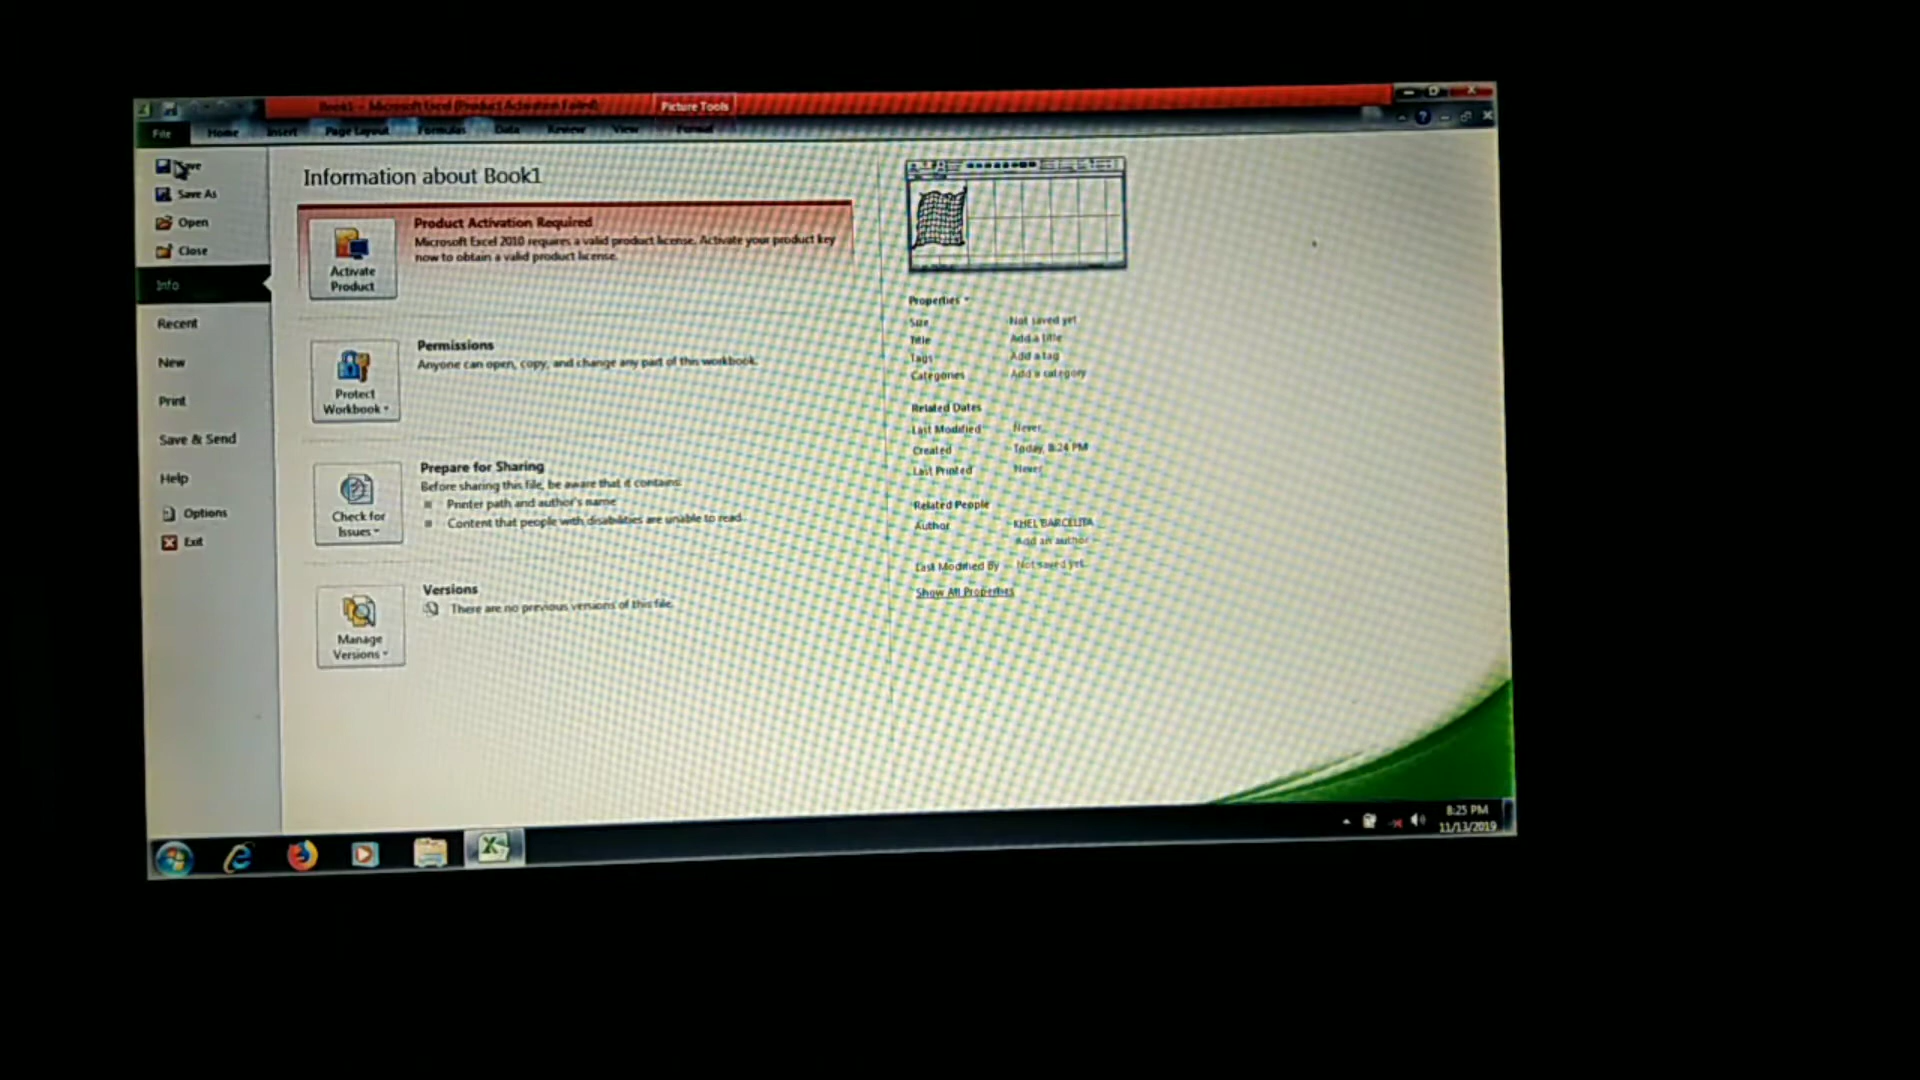 Book1 - Microsoft Excel (Product Activation Failed)
Picture Tools
File
Home
Insert
Page Layout
Formulas
Data
Review
View
Format
Save
Save As
Open
Close
Info
Recent
New
Print
Save & Send
Help
Options
Exit
Information about Book1
Activate
Product
Product Activation Required
Microsoft Excel 2010 requires a valid product license. Activate your product key
now to obtain a valid product license.
Protect
Workbook
Permissions
Anyone can open, copy, and change any part of this workbook.
Check for
Issues
Prepare for Sharing
Before sharing this file, be aware that it contains:
Printer path and author's name
Content that people with disabilities are unable to read
Manage
Versions
Versions
There are no previous versions of this file.
Properties
Size Not saved yet
Title Add a title
Tags Add a tag
Categories Add a category
Related Dates
Last Modified Never
Created Today, 8:24 PM
Last Printed Never
Related People
Author KHEL BARCELITA
Add an author
Last Modified By Not saved yet
Show All Properties
8:25 PM
11/13/2019